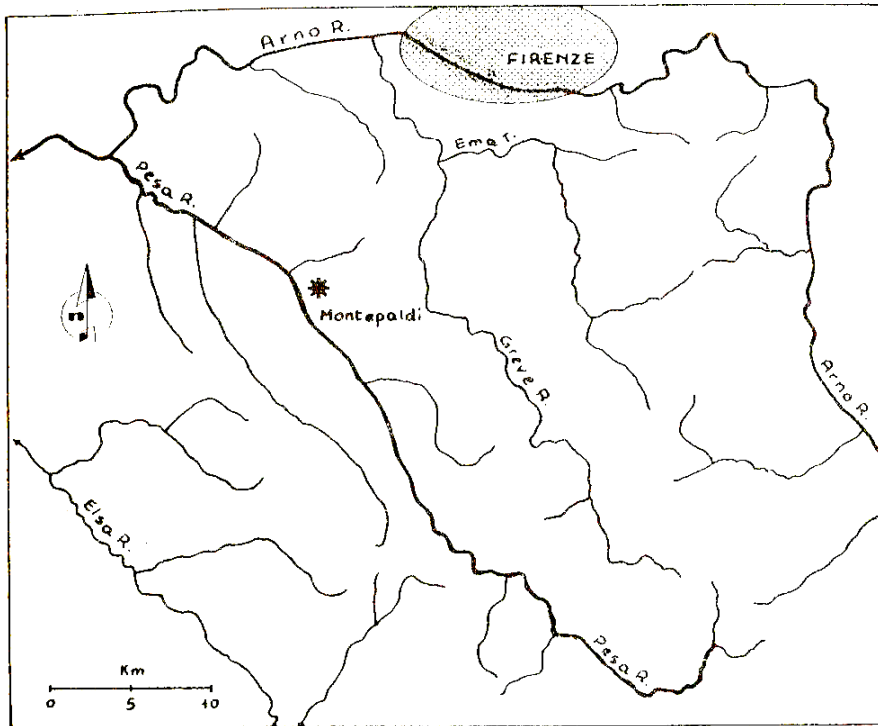 Arno R.
FIRENZE
Ema T.
Pesa R.
n
Montepaldi
Greve R.
Arno R.
Elsa R.
Pesa R.
Km
0 5 10